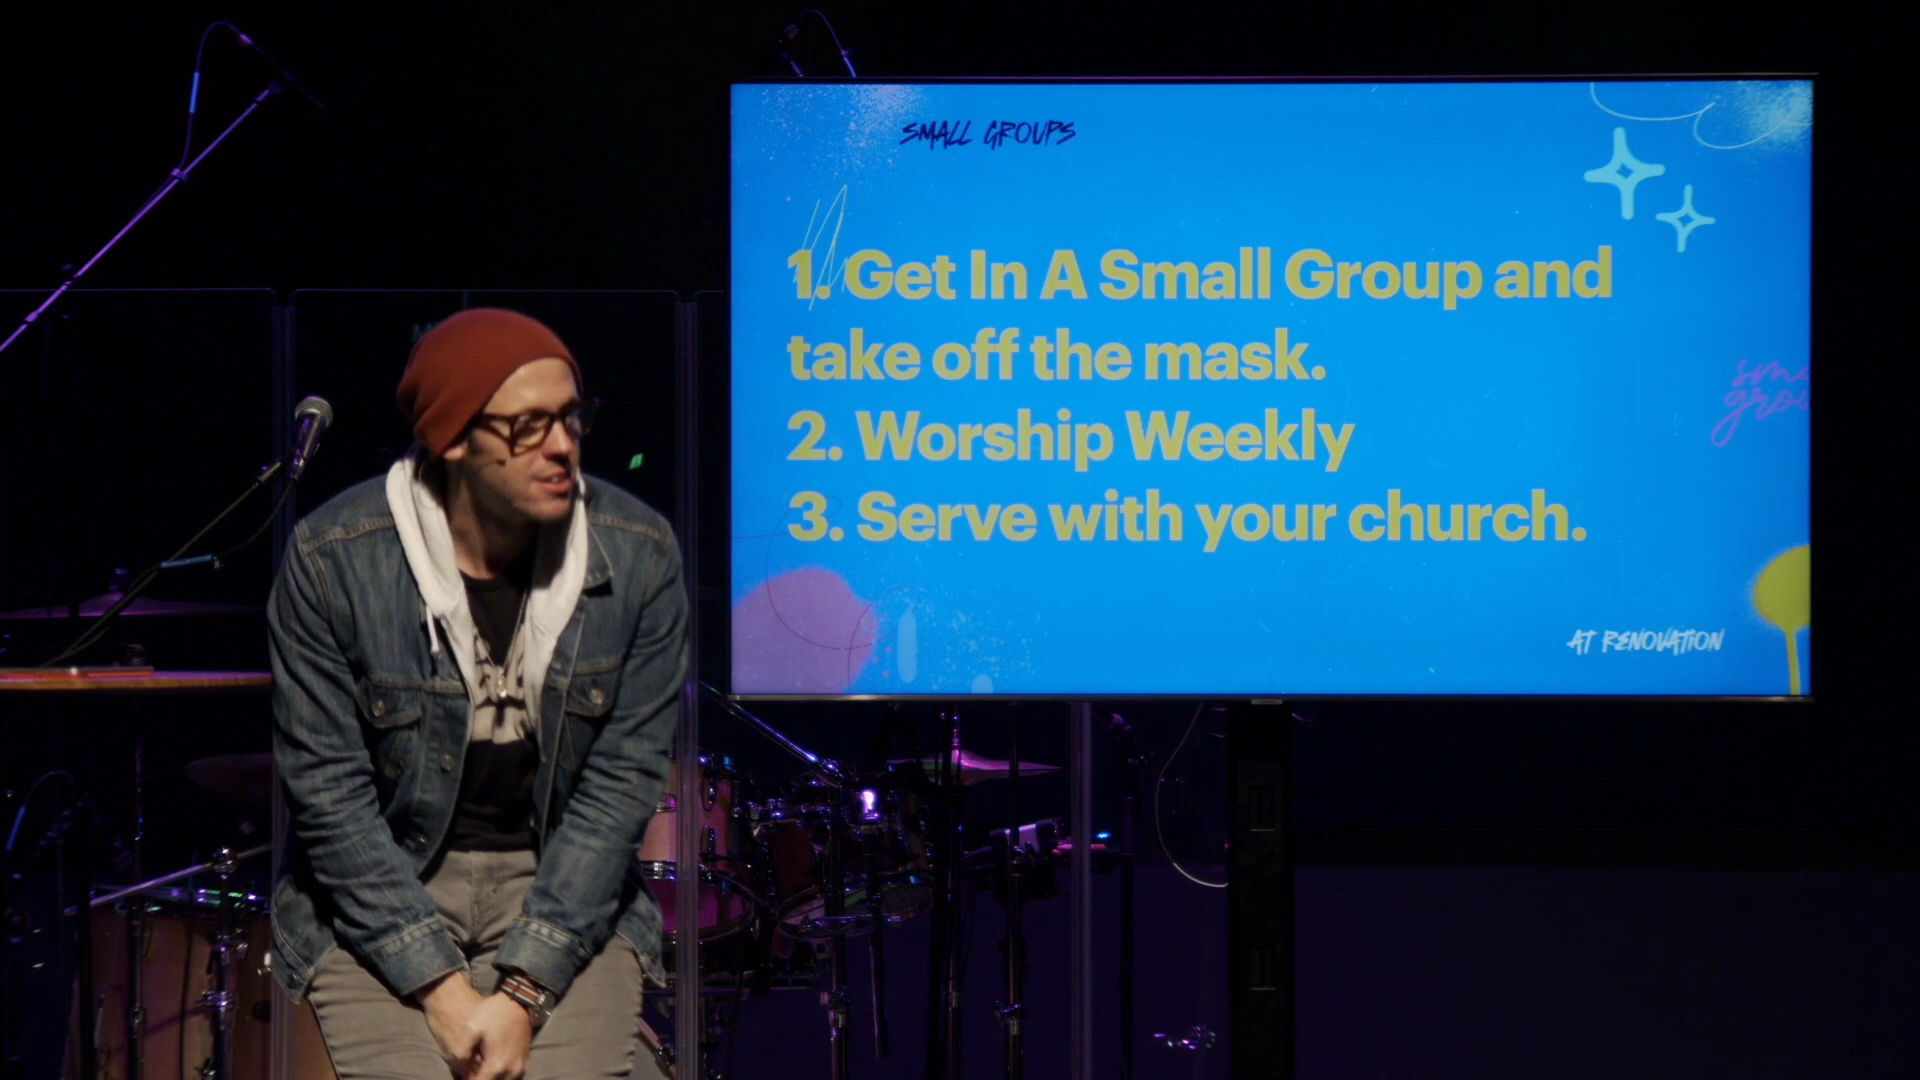 SMALL GROUPS
1. Get In A Small Group and
take off the mask.
2. Worship Weekly
3. Serve with your church.
AT RENOVATION